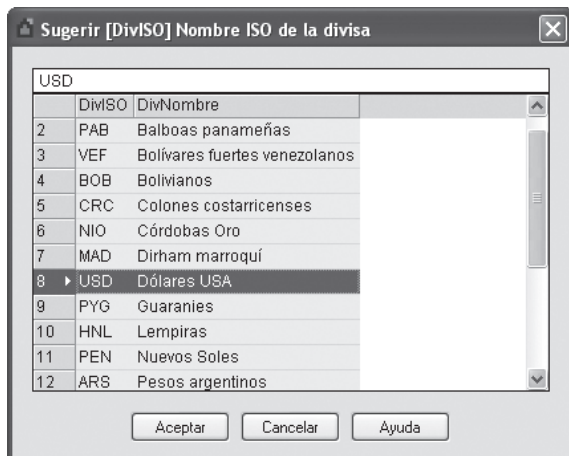 Sugerir [DivISO] Nombre ISO de la divisa
USD
DivISO DivNombre
2 PAB Balboas panameñas
3 VEF Bolívares fuertes venezolanos
4 BOB Bolivianos
5 CRC Colones costarricenses
6 NIO Córdobas Oro
7 MAD Dirham marroquí
8 USD Dólares USA
9 PYG Guaranies
10 HNL Lempiras
11 PEN Nuevos Soles
12 ARS Pesos argentinos
Aceptar Cancelar Ayuda